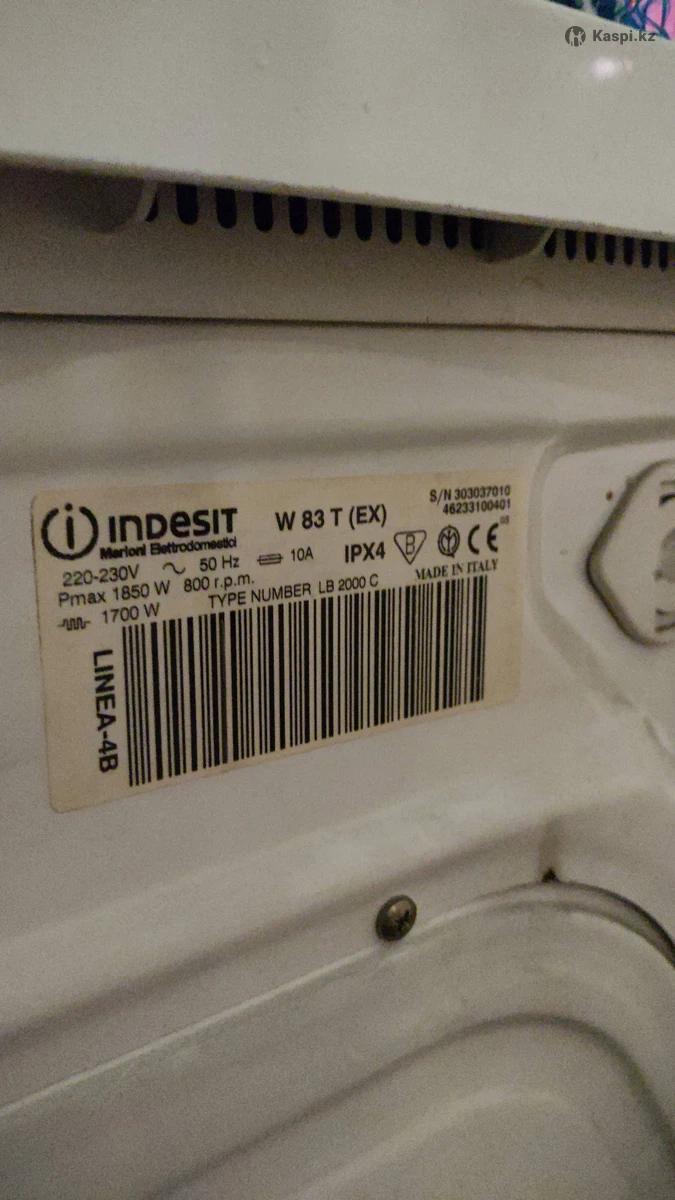 Kaspi.kz
INDESIT
Merloni Elettrodomestici
W 83 T (EX)
S/N 303037010
46233100401
220-230V 50 Hz 10A IPX4 B CE
Pmax 1850 W 800 r.p.m.
MADE IN ITALY
1700 W TYPE NUMBER LB 2000 C
LINEA-4B